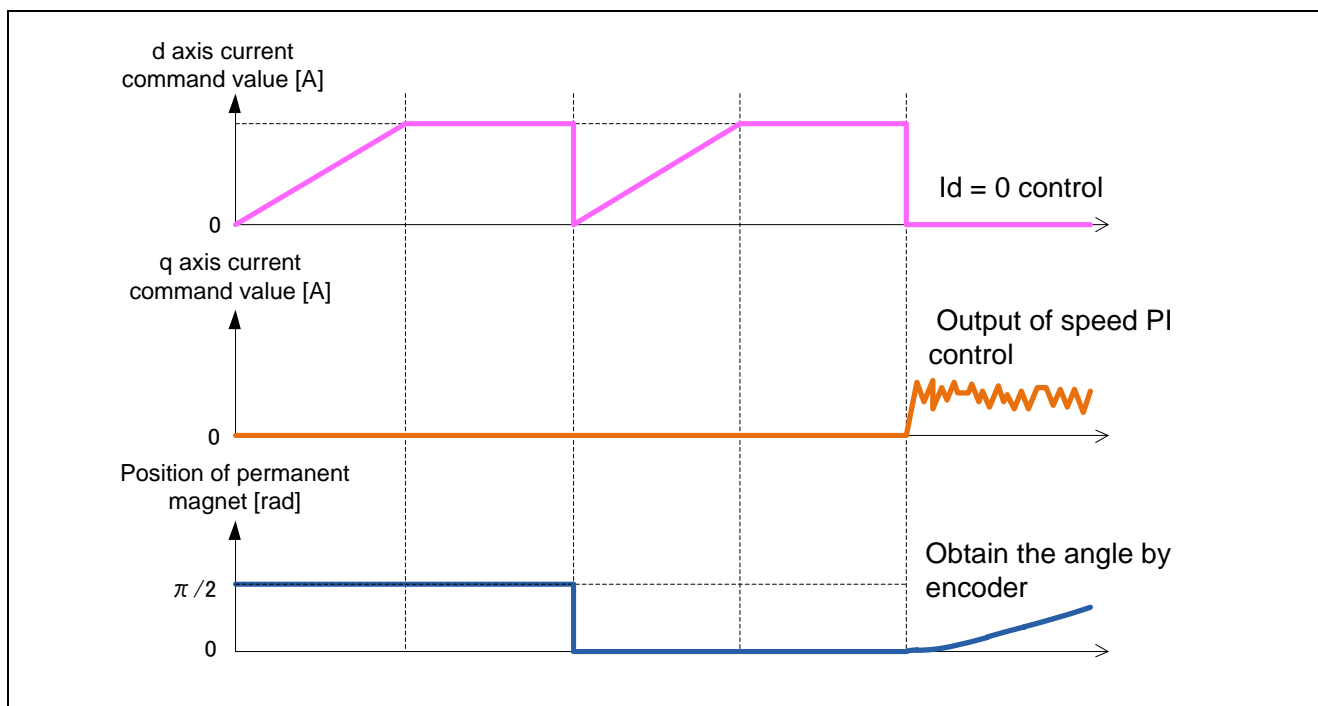 d axis current
command value [A]
0
Id = 0 control
q axis current
command value [A]
Output of speed PI
control
0
Position of permanent
magnet [rad]
Obtain the angle by
encoder
π/2
0